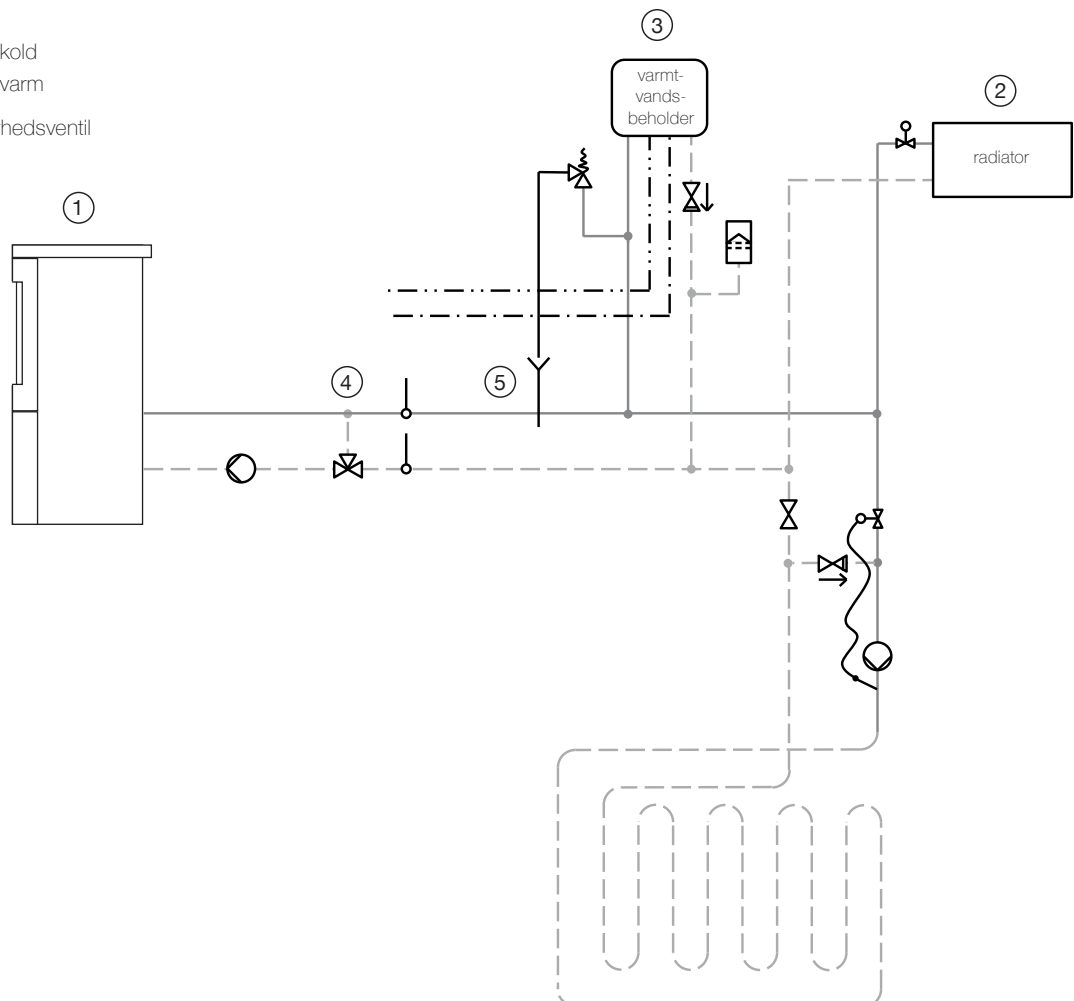 kold
varm
hedsventil
1
3
varmt-
vands-
beholder
2
radiator
4
5